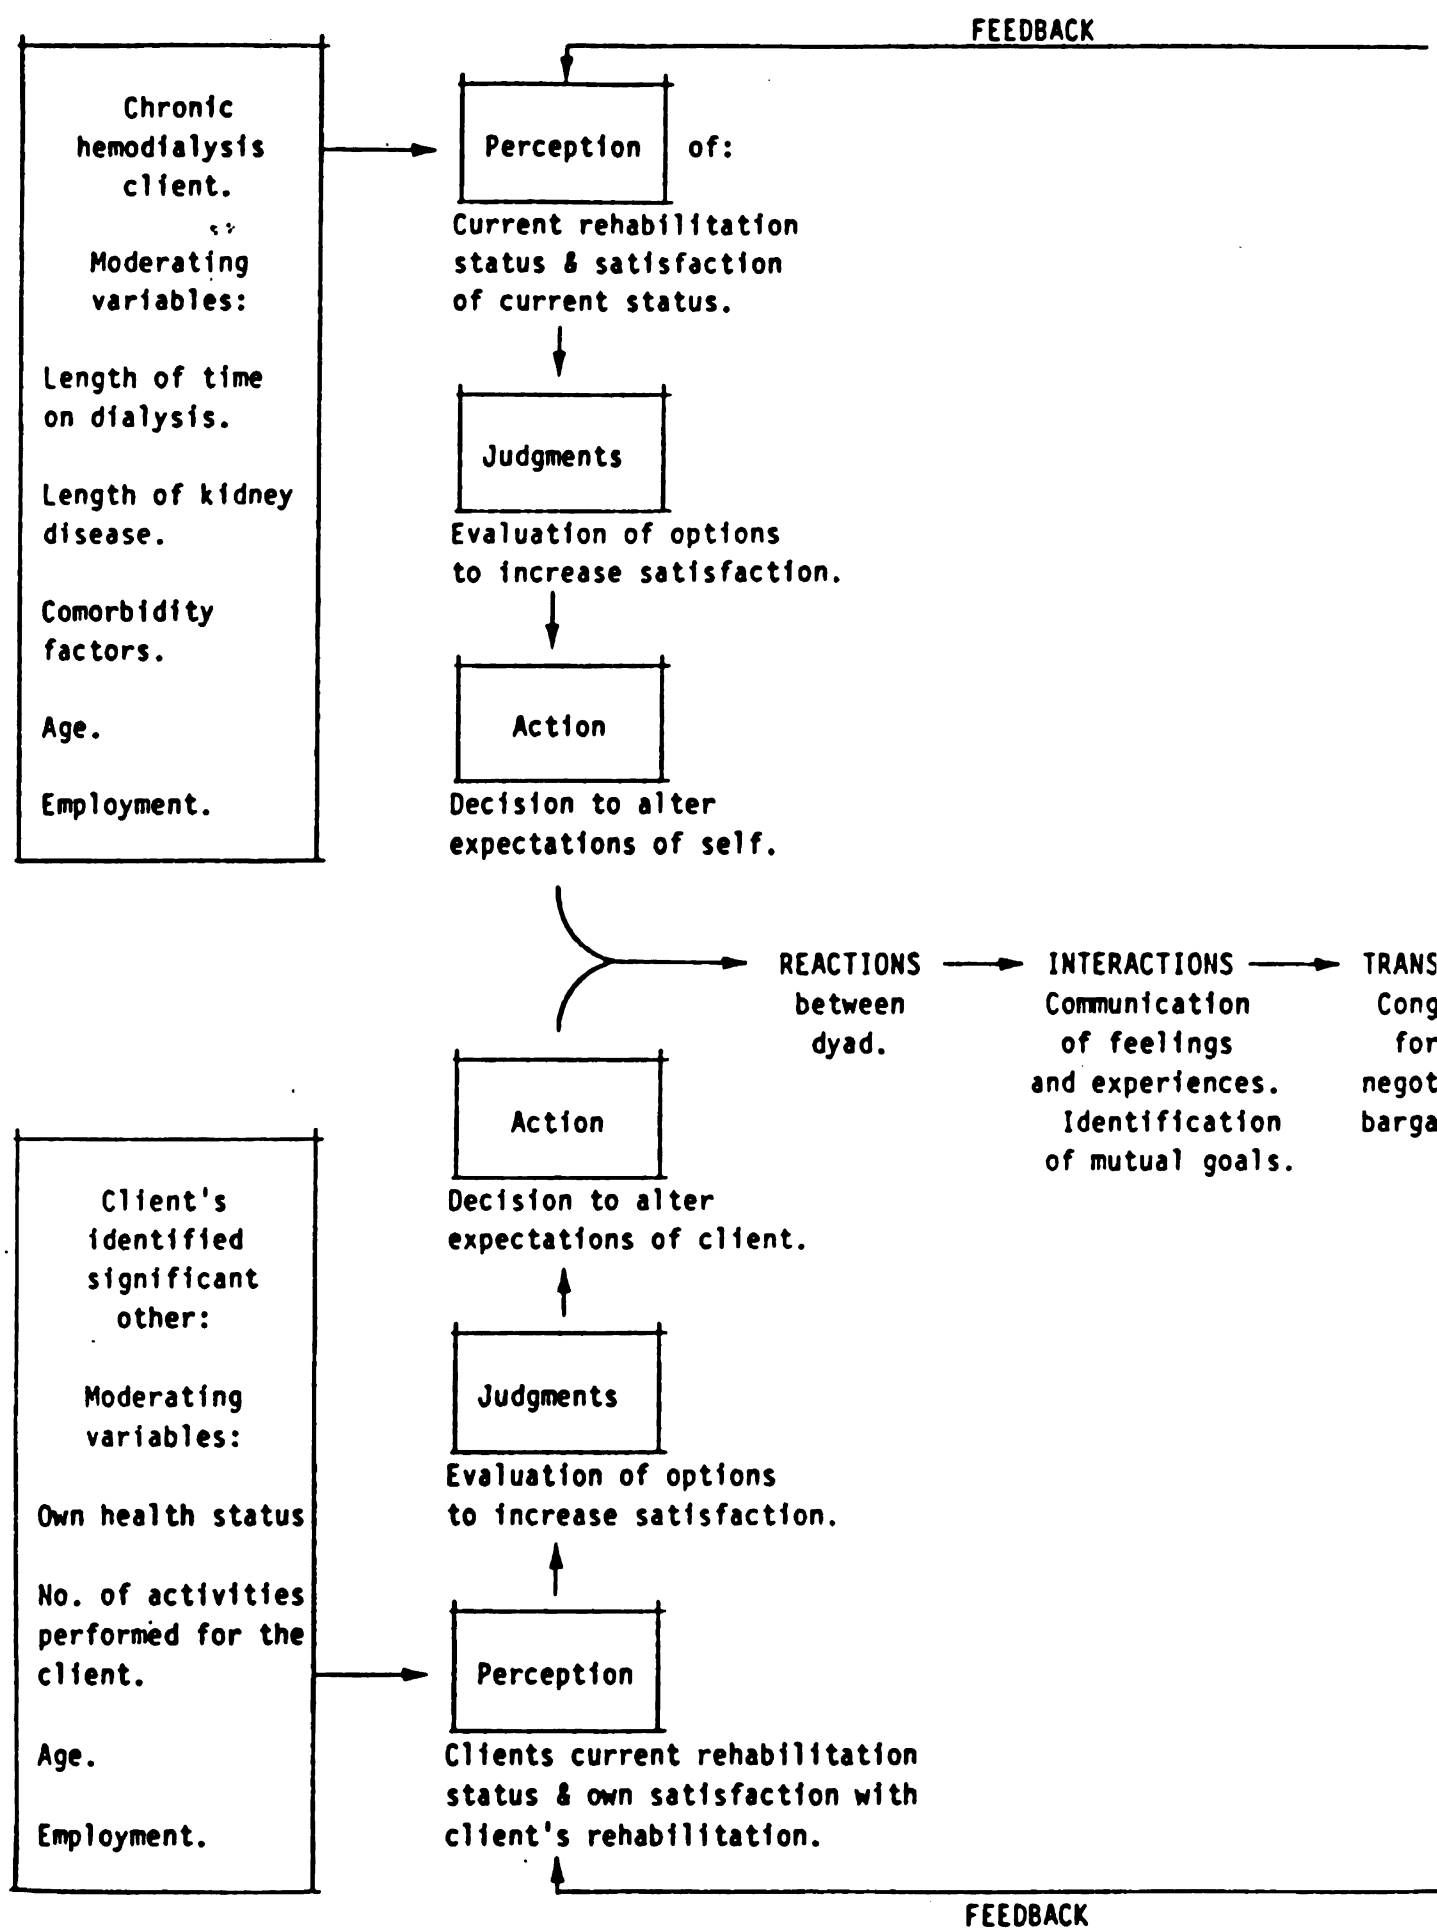 FEEDBACK
Chronic
hemodialysis
client.
Moderating
variables:
Length of time
on dialysis.
Length of kidney
disease.
Comorbidity
factors.
Age.
Employment.
Perception of:
Current rehabilitation
status & satisfaction
of current status.
Judgments
Evaluation of options
to increase satisfaction.
Action
Decision to alter
expectations of self.
REACTIONS
between
dyad.
INTERACTIONS
Communication
of feelings
and experiences.
Identification
of mutual goals.
TRANS
Cong
for
negot
barga
Action
Decision to alter
expectations of client.
Judgments
Evaluation of options
to increase satisfaction.
Perception
Clients current rehabilitation
status & own satisfaction with
client's rehabilitation.
Client's
identified
significant
other:
Moderating
variables:
Own health status
No. of activities
performed for the
client.
Age.
Employment.
FEEDBACK